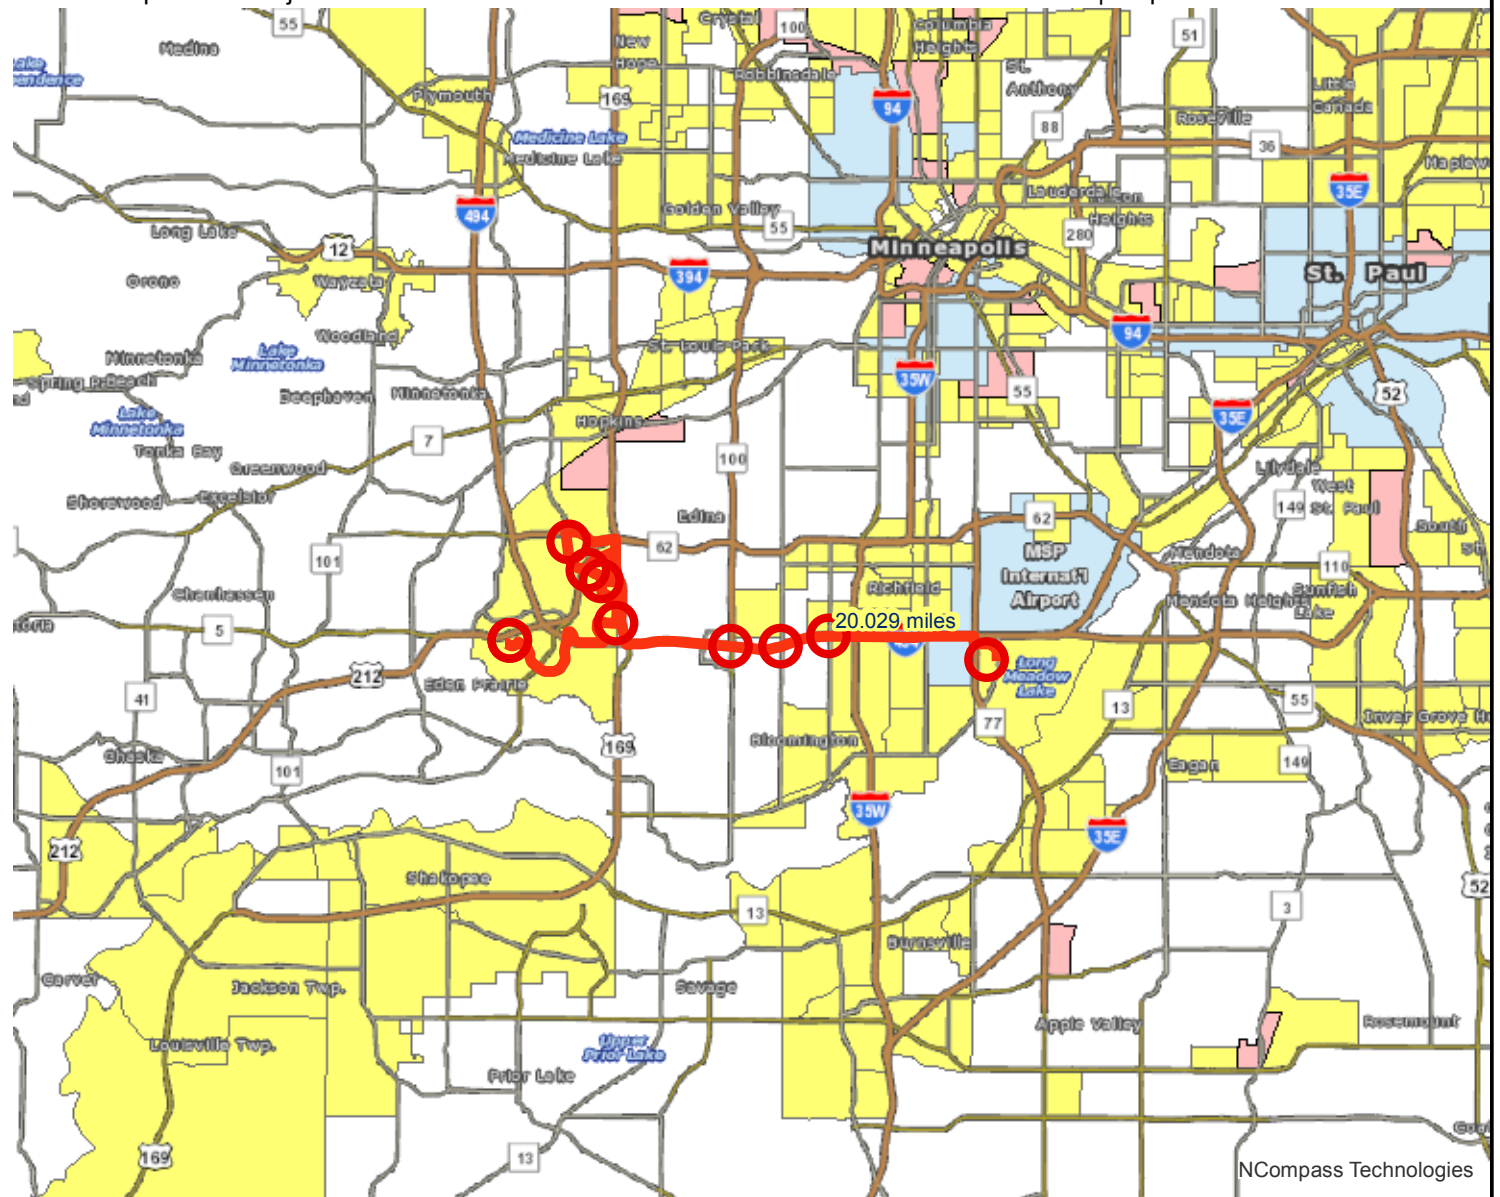 55
Medina
New
Hope
Crystal
100
Columbia
Heights
51
Robbinsdale
St.
Anthony
Little
Canada
Plymouth
169
94
88
Roseville
36
Medicine Lake
Medicine Lake
Maplew
Lauderdale
Heights
35E
494
Golden Valley
55
280
Long Lake
12
Minneapolis
St. Paul
Orono
Wayzata
394
94
Woodland
Lake
Minnetonka
St. Louis Park
Minnetonka
Beach
Deephaven
Minnetonka
35W
55
52
35E
Lake
Minnetonka
7
Hopkins
Tonka Bay
Greenwood
100
Lilydale
Shorewood
Excelsior
149
West
St. Paul
Edina
62
South
St.
101
62
MSP
Internat'l
Airport
Mendota
110
Richfield
Chanhassen
Mendota Heights
Sunfish
Lake
5
20.029 miles
212
Eden Prairie
Long
Meadow
Lake
41
13
55
77
Inver Grove He
169
Bloomington
Chaska
101
Eagan
149
35W
35E
212
Shakopee
13
52
3
Burnsville
Carver
Jackson Twp.
Savage
Apple Valley
Rosemount
Louisville Twp.
Upper
Prior Lake
Prior Lake
169
13
NCompass Technologies